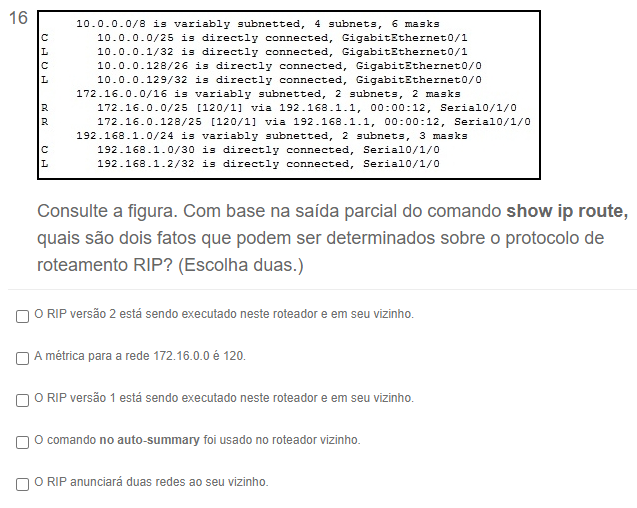 16
10.0.0.0/8 is variably subnetted, 4 subnets, 6 masks
C 10.0.0.0/25 is directly connected, GigabitEthernet0/1
L 10.0.0.1/32 is directly connected, GigabitEthernet0/1
C 10.0.0.128/26 is directly connected, GigabitEthernet0/0
L 10.0.0.129/32 is directly connected, GigabitEthernet0/0
172.16.0.0/16 is variably subnetted, 2 subnets, 2 masks
R 172.16.0.0/25 [120/1] via 192.168.1.1, 00:00:12, Serial0/1/0
R 172.16.0.128/25 [120/1] via 192.168.1.1, 00:00:12, Serial0/1/0
192.168.1.0/24 is variably subnetted, 2 subnets, 3 masks
C 192.168.1.0/30 is directly connected, Serial0/1/0
L 192.168.1.2/32 is directly connected, Serial0/1/0
Consulte a figura. Com base na saída parcial do comando show ip route,
quais são dois fatos que podem ser determinados sobre o protocolo de
roteamento RIP? (Escolha duas.)
O RIP versão 2 está sendo executado neste roteador e em seu vizinho.
A métrica para a rede 172.16.0.0 é 120.
O RIP versão 1 está sendo executado neste roteador e em seu vizinho.
O comando no auto-summary foi usado no roteador vizinho.
O RIP anunciará duas redes ao seu vizinho.